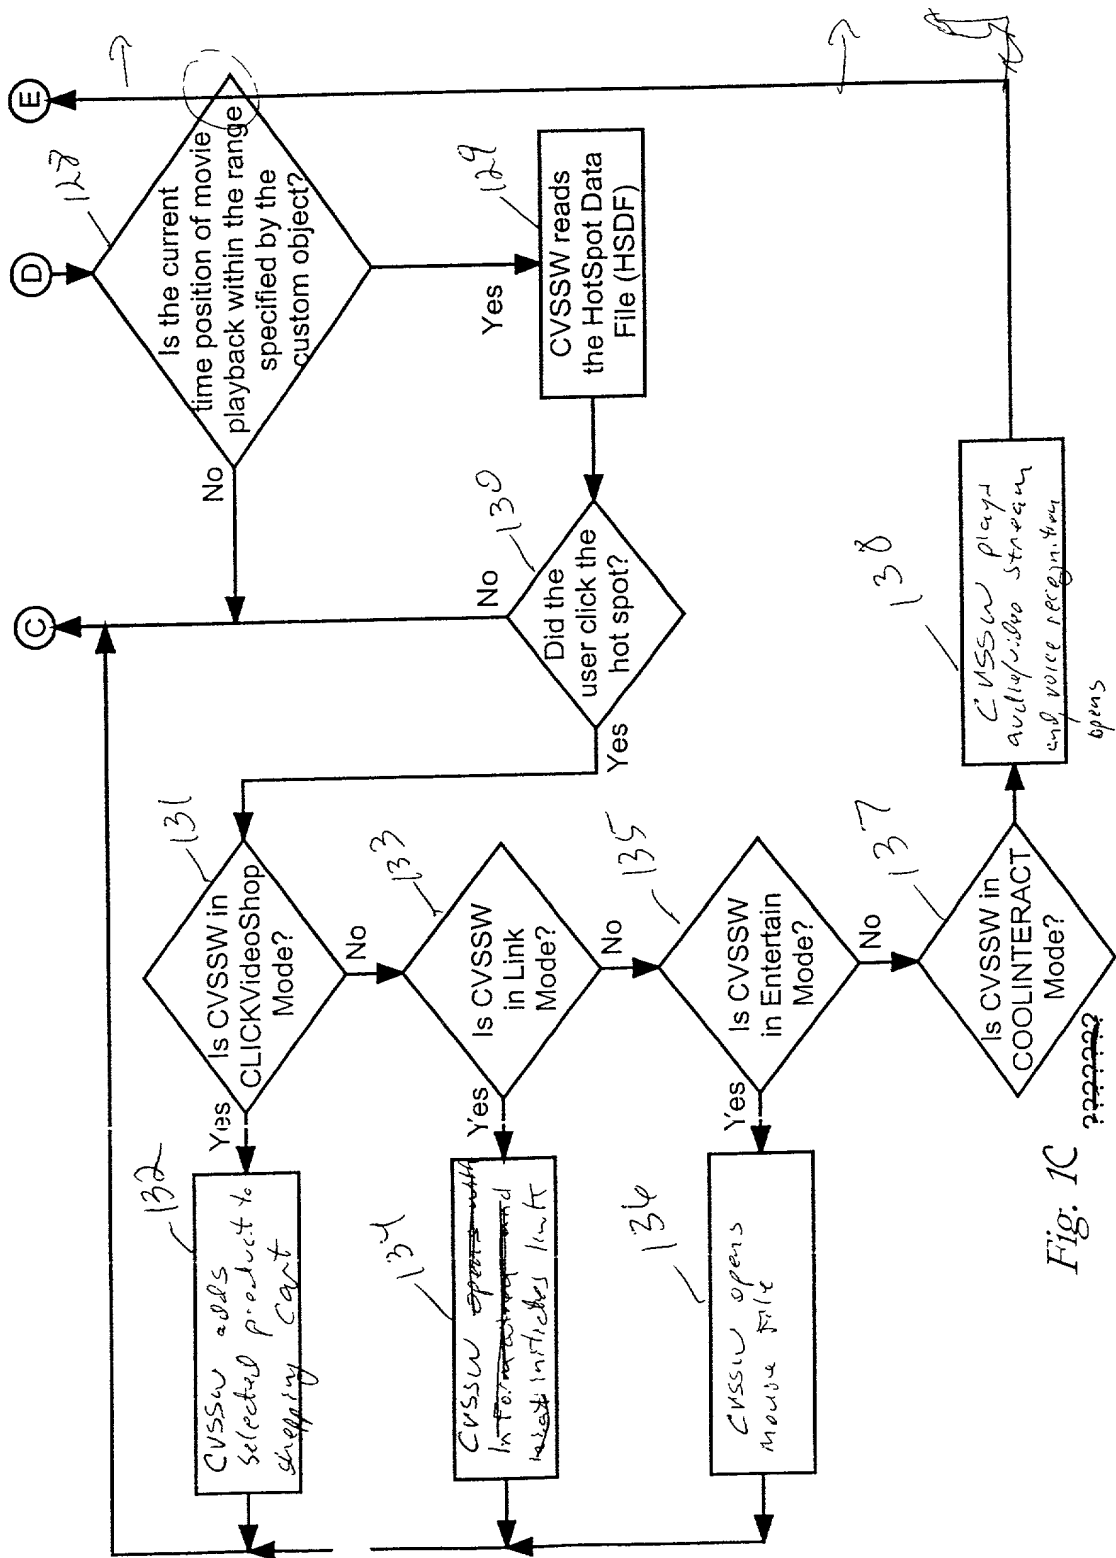 D
E
128
Is the current
time position of movie
playback within the range
specified by the
custom object?
No
Yes
C
129
CVSSW reads
the HotSpot Data
File (HSDF)
130
Did the
user click the
hot spot?
No
Yes
131
Is CVSSW in
CLICKVideoShop
Mode?
Yes
No
132
CVSSW adds
selected product to
shopping cart
133
Is CVSSW
in Link
Mode?
Yes
No
134
CVSSW opens with
Information and
initiates link
135
Is CVSSW
in Entertain
Mode?
Yes
No
136
CVSSW opens
Movie File
137
Is CVSSW in
COOLINTERACT
Mode?
????????
138
CVSSW plays
audio/video stream
and voice recognition
opens
Fig. 1C